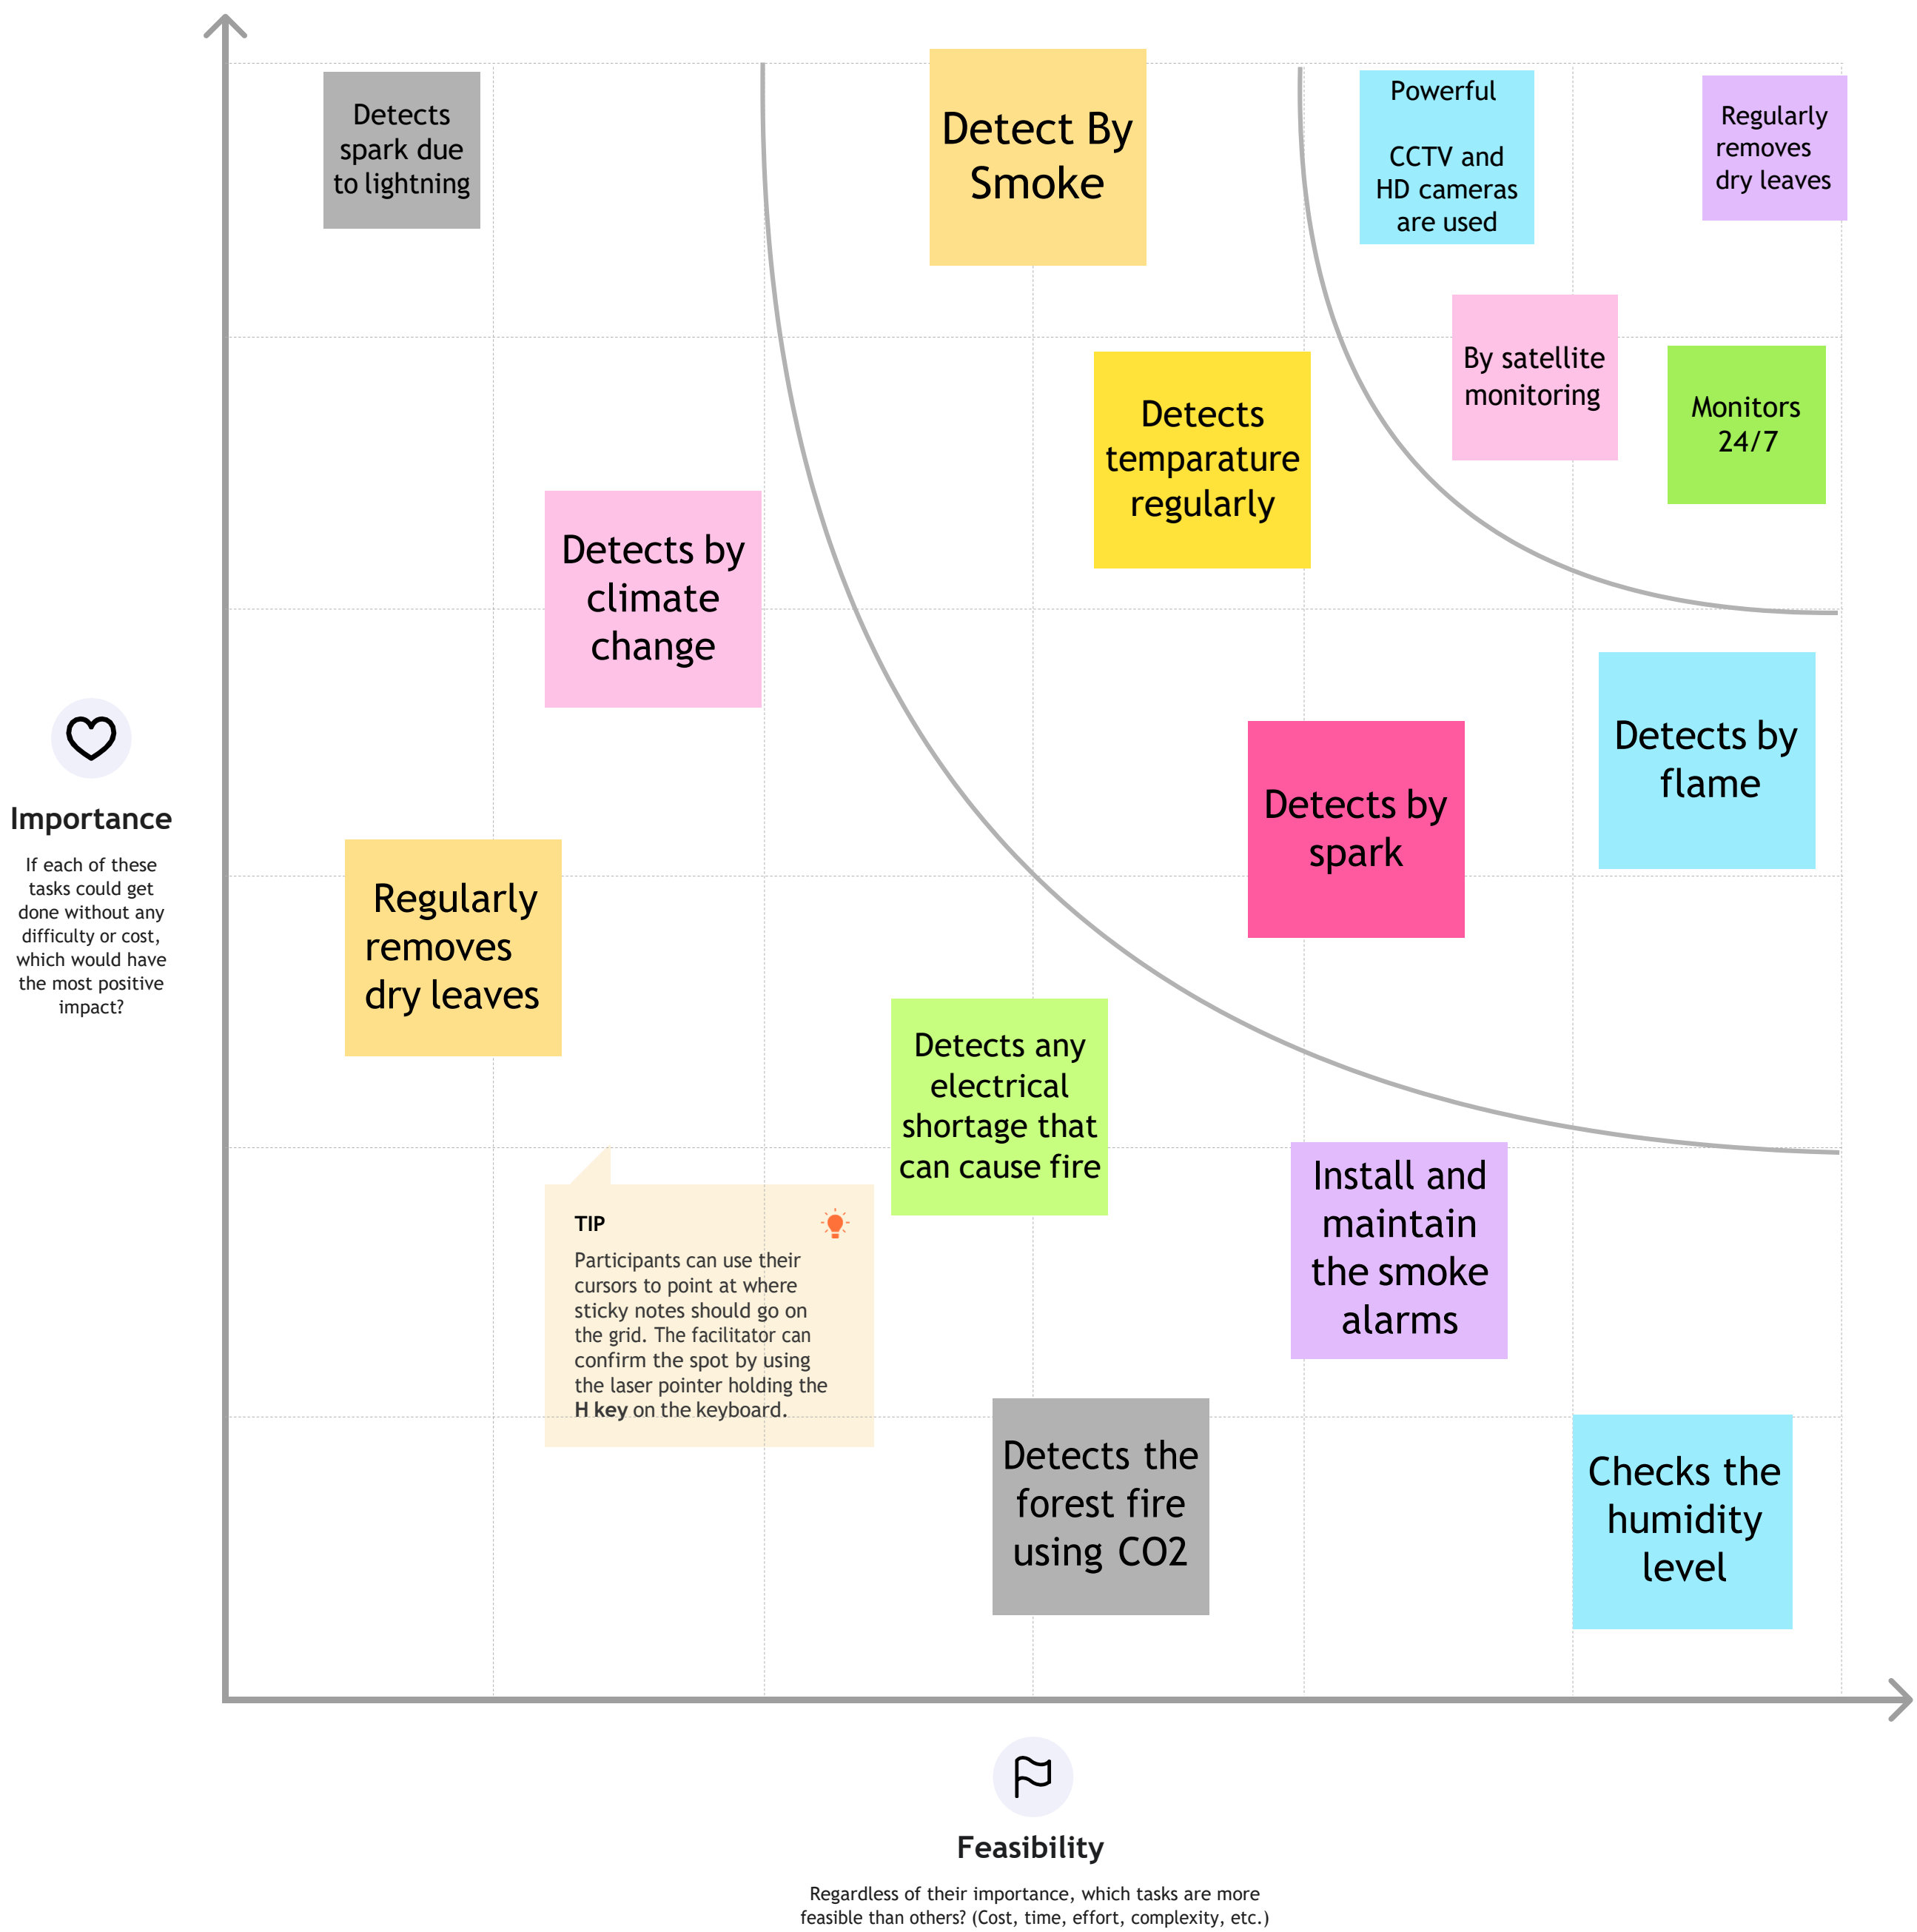 Detects
spark due
to lightning
Detect By
Smoke
Powerful
CCTV and
HD cameras
are used
Regularly
removes
dry leaves
By satellite
monitoring
Monitors
24/7
Detects
temparature
regularly
Detects by
climate
change
Detects by
flame
Detects by
spark
Importance
If each of these
tasks could get
done without any
difficulty or cost,
which would have
the most positive
impact?
Regularly
removes
dry leaves
Detects any
electrical
shortage that
can cause fire
Install and
maintain
the smoke
alarms
TIP
Participants can use their
cursors to point at where
sticky notes should go on
the grid. The facilitator can
confirm the spot by using
the laser pointer holding the
H key on the keyboard.
Detects the
forest fire
using CO2
Checks the
humidity
level
Feasibility
Regardless of their importance, which tasks are more
feasible than others? (Cost, time, effort, complexity, etc.)